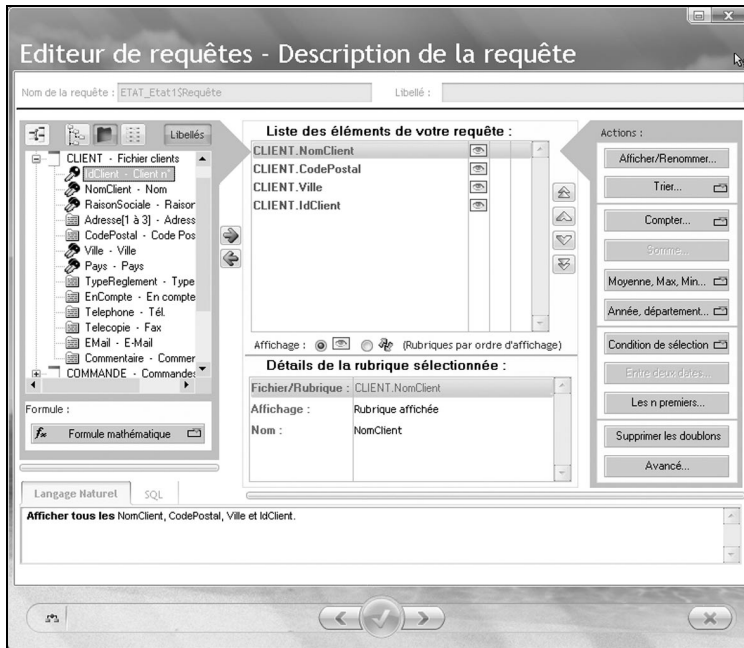 Editeur de requêtes - Description de la requête
Nom de la requête : ETAT_Etat1$Requête
Libellé :
Libellés
CLIENT - Fichier clients
IdClient - Client n°
NomClient - Nom
RaisonSociale - Raisor
Adresse[1 à 3] - Adress
CodePostal - Code Pos
Ville - Ville
Pays - Pays
TypeReglement - Type
EnCompte - En compte
Telephone - Tél.
Telecopie - Fax
EMail - E-Mail
Commentaire - Commer
COMMANDE - Commandes
Formule :
fx Formule mathématique
Liste des éléments de votre requête :
CLIENT.NomClient
CLIENT.CodePostal
CLIENT.Ville
CLIENT.IdClient
Affichage : (Rubriques par ordre d'affichage)
Détails de la rubrique sélectionnée :
Fichier/Rubrique : CLIENT.NomClient
Affichage : Rubrique affichée
Nom : NomClient
Actions :
Afficher/Renommer...
Trier...
Compter...
Somme...
Moyenne, Max, Min...
Année, département...
Condition de sélection
Entre deux dates...
Les n premiers...
Supprimer les doublons
Avancé...
Langage Naturel
SQL
Afficher tous les NomClient, CodePostal, Ville et IdClient.